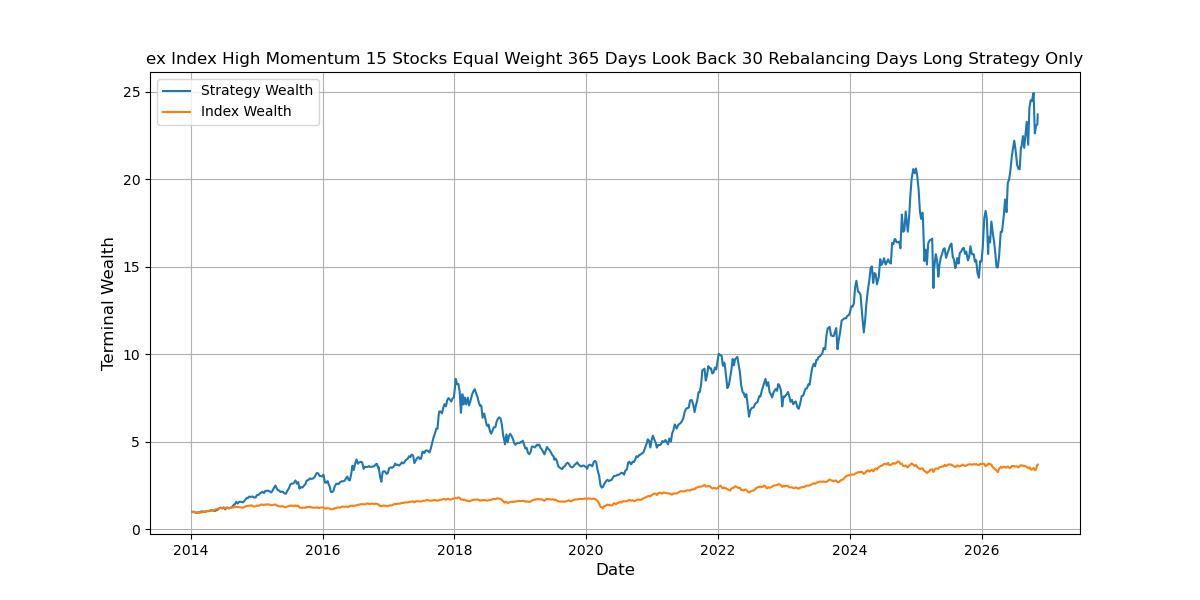 ex Index High Momentum 15 Stocks Equal Weight 365 Days Look Back 30 Rebalancing Days Long Strategy Only
Strategy Wealth
Index Wealth
25
20
15
10
5
0
Terminal Wealth
2014
2016
2018
2020
2022
2024
2026
Date